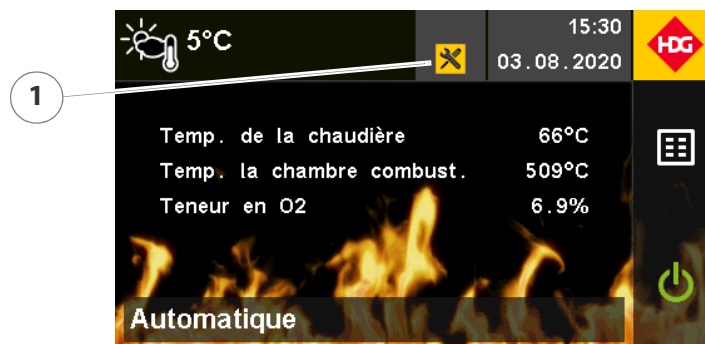 5°C
15:30
03.08.2020
HDG
1
Temp. de la chaudière 66°C
Temp. la chambre combust. 509°C
Teneur en O2 6.9%
Automatique